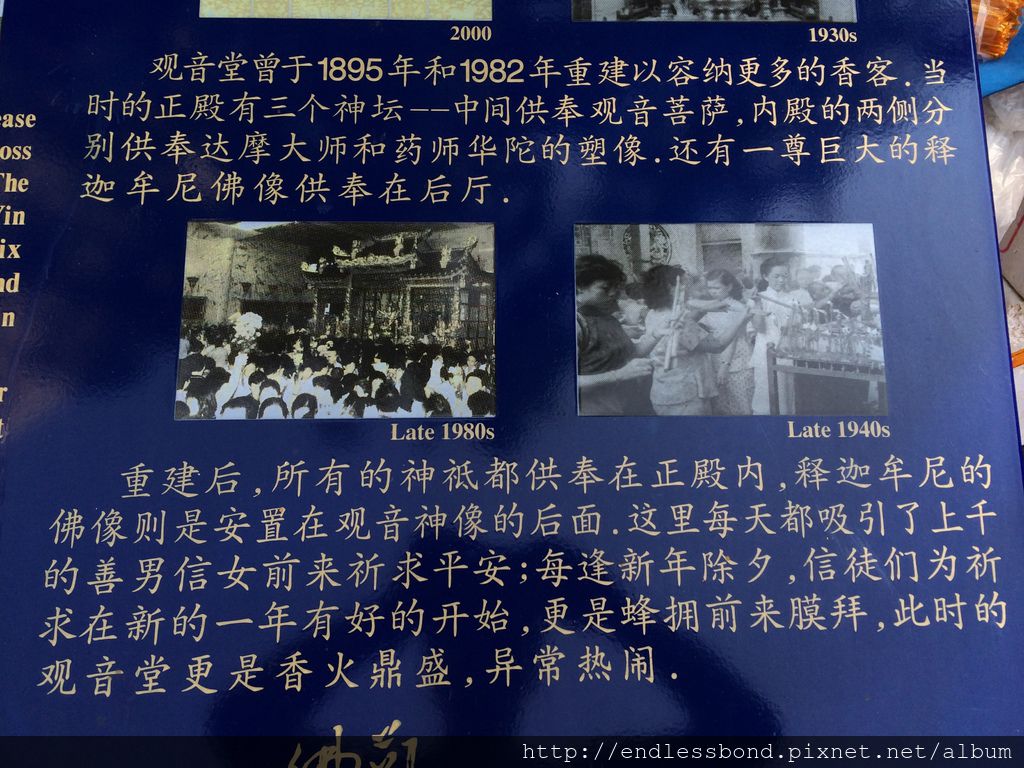 2000
1930s
观音堂曾于1895年和1982年重建以容纳更多的香客.当
时的正殿有三个神坛——中间供奉观音菩萨,内殿的两侧分
别供奉达摩大师和药师华陀的塑像.还有一尊巨大的释
迦牟尼佛像供奉在后厅.
ease
oss
The
Yin
ix
nd
n
r
t
Late 1980s
Late 1940s
重建后,所有的神祇都供奉在正殿内,释迦牟尼的
佛像则是安置在观音神像的后面.这里每天都吸引了上千
的善男信女前来祈求平安;每逢新年除夕,信徒们为祈
求在新的一年有好的开始,更是蜂拥前来膜拜,此时的
观音堂更是香火鼎盛,异常热闹.
http://endlessbond.pixnet.net/album